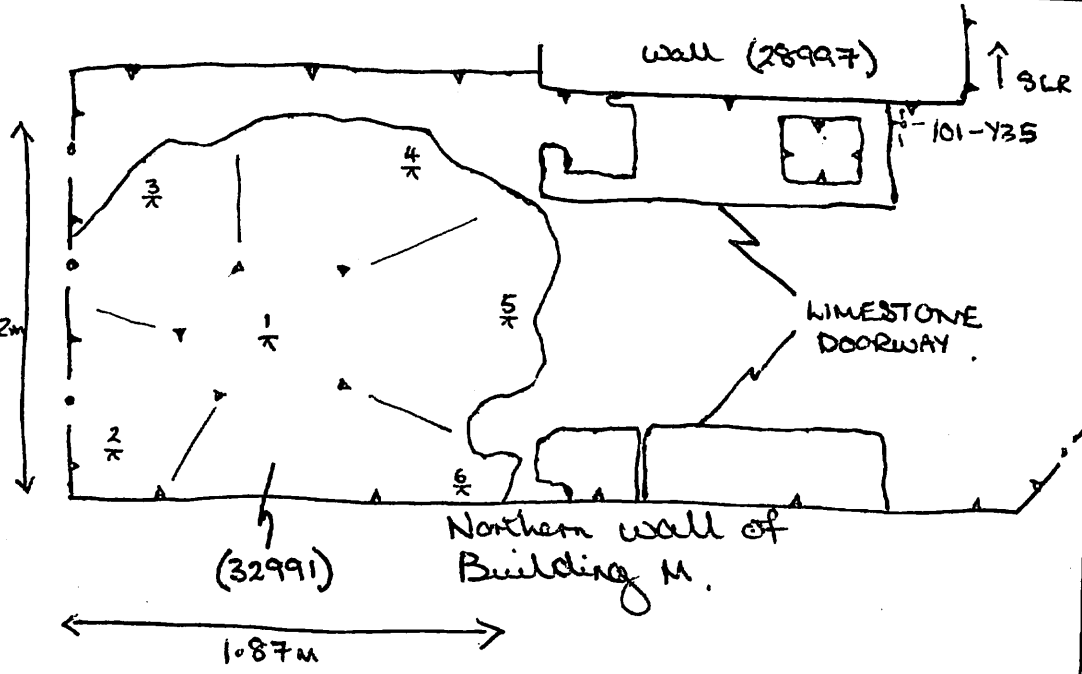 Wall (28997)
SLR
101-Y35
3
4
2m
5
1
LIMESTONE
DOORWAY.
2
6
Northern wall of
Building M.
(32991)
1.87m